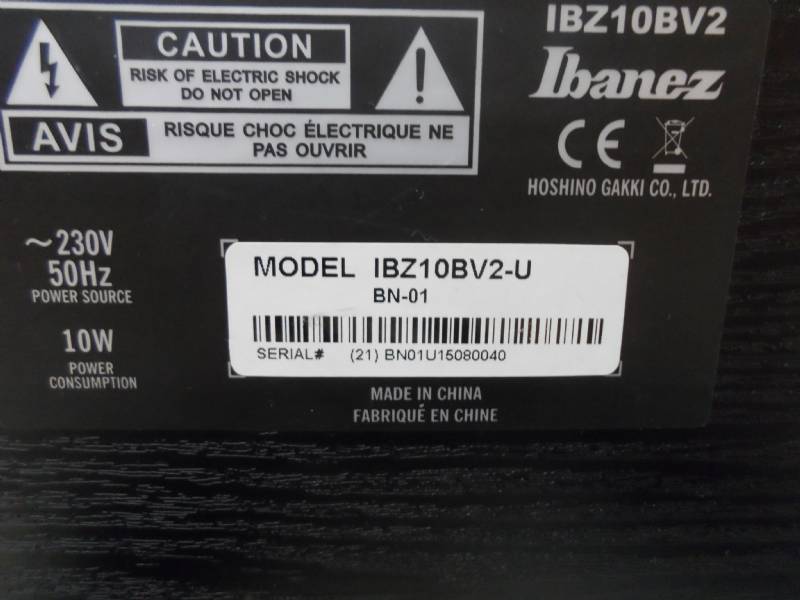 IBZ10BV2
Ibanez
CAUTION
RISK OF ELECTRIC SHOCK
DO NOT OPEN
AVIS
RISQUE CHOC ÉLECTRIQUE NE
PAS OUVRIR
CE
HOSHINO GAKKI CO., LTD.
~230V
50Hz
POWER SOURCE
10W
POWER
CONSUMPTION
MODEL IBZ10BV2-U
BN-01
SERIAL# (21) BN01U15080040
MADE IN CHINA
FABRIQUÉ EN CHINE